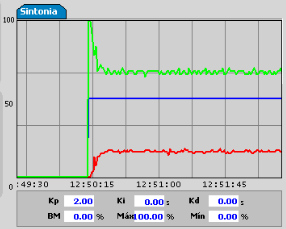 Sintonia
100
50
0
:49:30 12:50:15 12:51:00 12:51:45
Kp 2.00 Ki 0.00 s Kd 0.00 s
BM 0.00 % Máx 100.00 % Mín 0.00 %